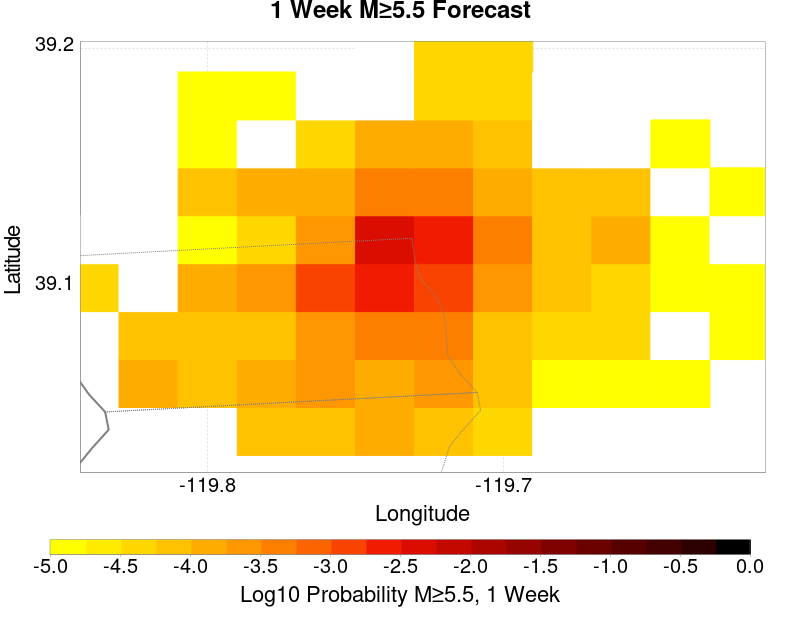 1 Week M≥5.5 Forecast
39.2
39.1
Latitude
-119.8 -119.7
Longitude
-5.0 -4.5 -4.0 -3.5 -3.0 -2.5 -2.0 -1.5 -1.0 -0.5 0.0
Log10 Probability M≥5.5, 1 Week